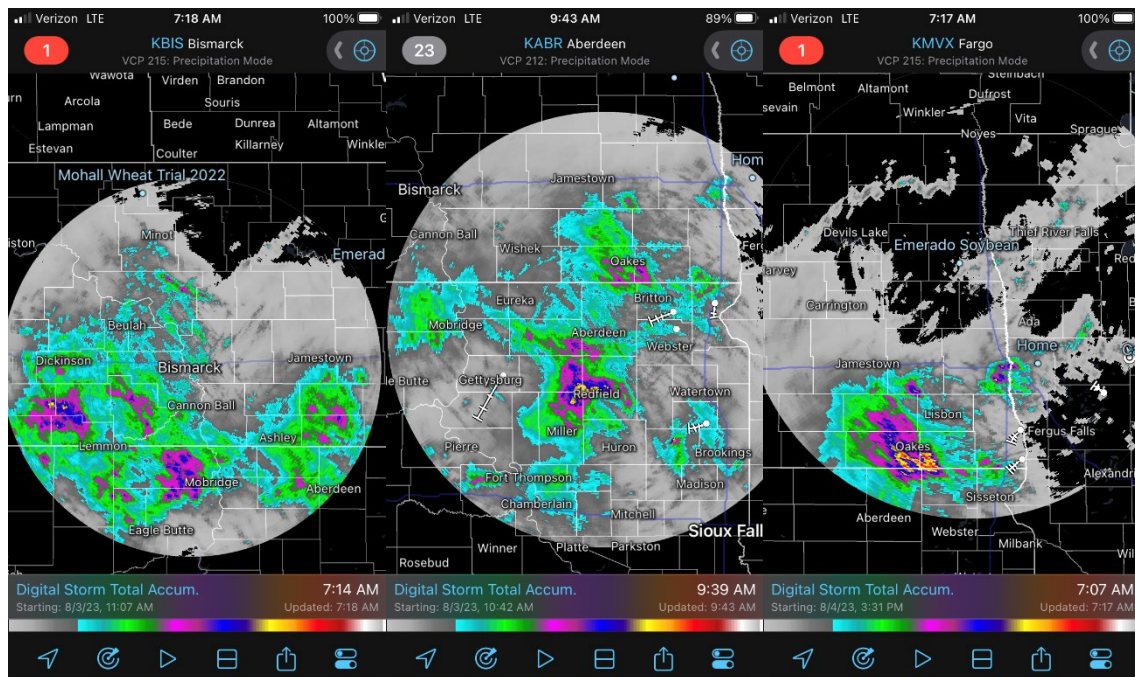 Verizon LTE 7:18 AM 100%
1
KBIS Bismarck
VCP 215: Precipitation Mode
Wawota
Virden
Brandon
Arcola
Souris
Lampman
Bede
Dunrea
Altamont
Estevan
Killarney
Winkle
Coulter
Mohall Wheat Trial 2022
Minot
Emerad
Beulah
Dickinson
Bismarck
Jamestown
Cannon Ball
Lemmon
Ashley
Mobridge
Aberdeen
Eagle Butte
Digital Storm Total Accum. 7:14 AM
Starting: 8/3/23, 11:07 AM Updated: 7:18 AM
Verizon LTE 9:43 AM 89%
23
KABR Aberdeen
VCP 212: Precipitation Mode
Hom
Jamestown
Bismarck
Cannon Ball
Wishek
Oakes
Eureka
Britton
Mobridge
Aberdeen
Webster
Gettysburg
Redfield
Watertown
Miller
Pierre
Huron
Brookings
Fort Thompson
Madison
Chamberlain
Mitchell
Sioux Fall
Winner
Platte
Parkston
Rosebud
Digital Storm Total Accum. 9:39 AM
Starting: 8/3/23, 10:42 AM Updated: 9:43 AM
Verizon LTE 7:17 AM 100%
1
KMVX Fargo
VCP 215: Precipitation Mode
Steinbach
Belmont
Altamont
Dufrost
Winkler
Vita
Noyes
Sprague
Devils Lake
Thief River Falls
Emerado Soybean
Carrington
Ada
Home
Jamestown
Lisbon
Oakes
Fergus Falls
Sisseton
Aberdeen
Webster
Milbank
Digital Storm Total Accum. 7:07 AM
Starting: 8/4/23, 3:31 PM Updated: 7:17 AM